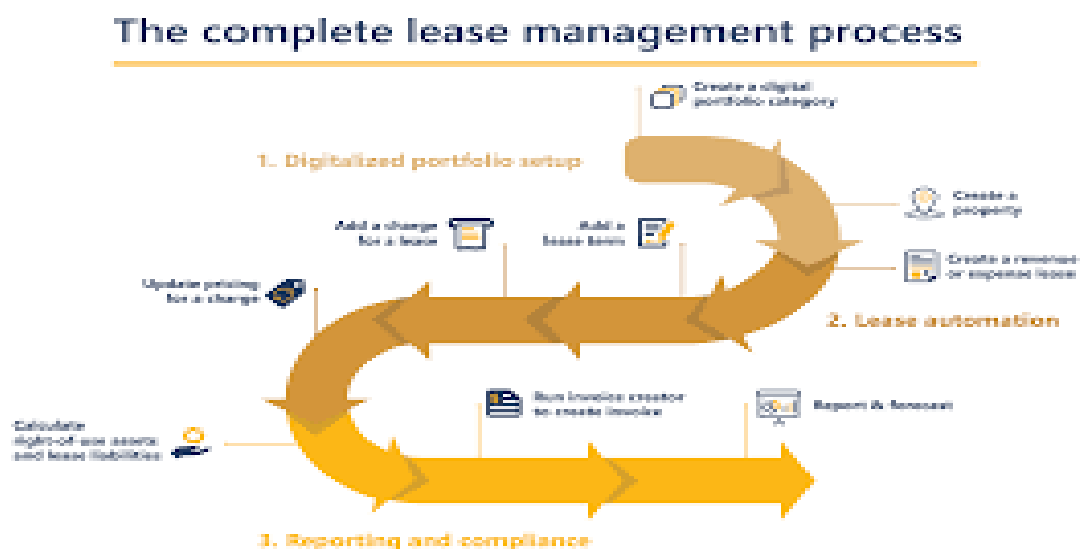 The complete lease management process
Create a digital
portfolio category
1. Digitalized portfolio setup
Create a
property
Add a charge
for a lease
Add a
lease term
Create a revenue
or expense lease
Update pricing
for a charge
2. Lease automation
Run invoice creator
to create invoice
Report & forecast
Calculate
right-of-use assets
and lease liabilities
3. Reporting and compliance